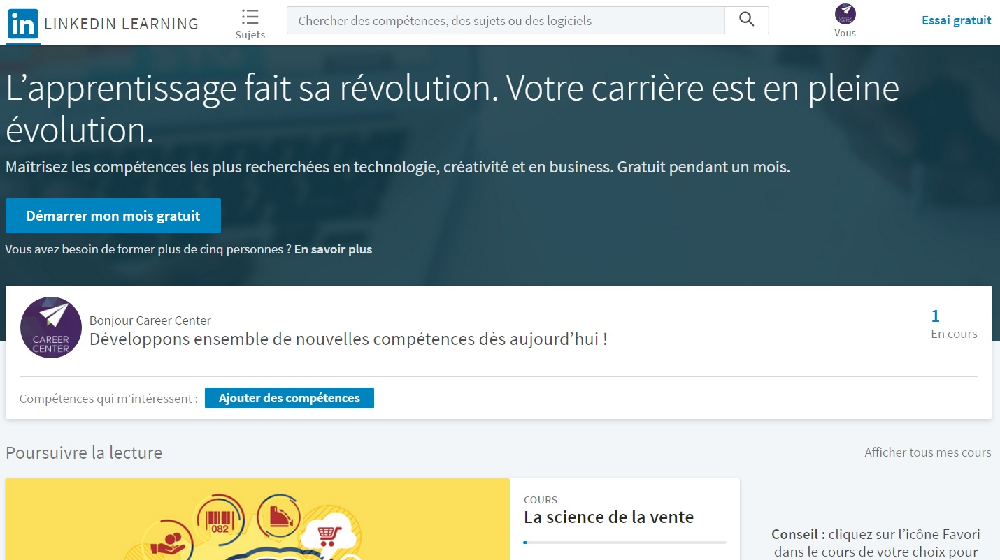 in LINKEDIN LEARNING
Sujets
Chercher des compétences, des sujets ou des logiciels
CAREER CENTER
Vous
Essai gratuit
L’apprentissage fait sa révolution. Votre carrière est en pleine
évolution.
Maîtrisez les compétences les plus recherchées en technologie, créativité et en business. Gratuit pendant un mois.
Démarrer mon mois gratuit
Vous avez besoin de former plus de cinq personnes ? En savoir plus
CAREER
CENTER
Bonjour Career Center
Développons ensemble de nouvelles compétences dès aujourd’hui !
1
En cours
Compétences qui m’intéressent :
Ajouter des compétences
Poursuivre la lecture
Afficher tous mes cours
082
COURS
La science de la vente
Conseil : cliquez sur l’icône Favori
dans le cours de votre choix pour